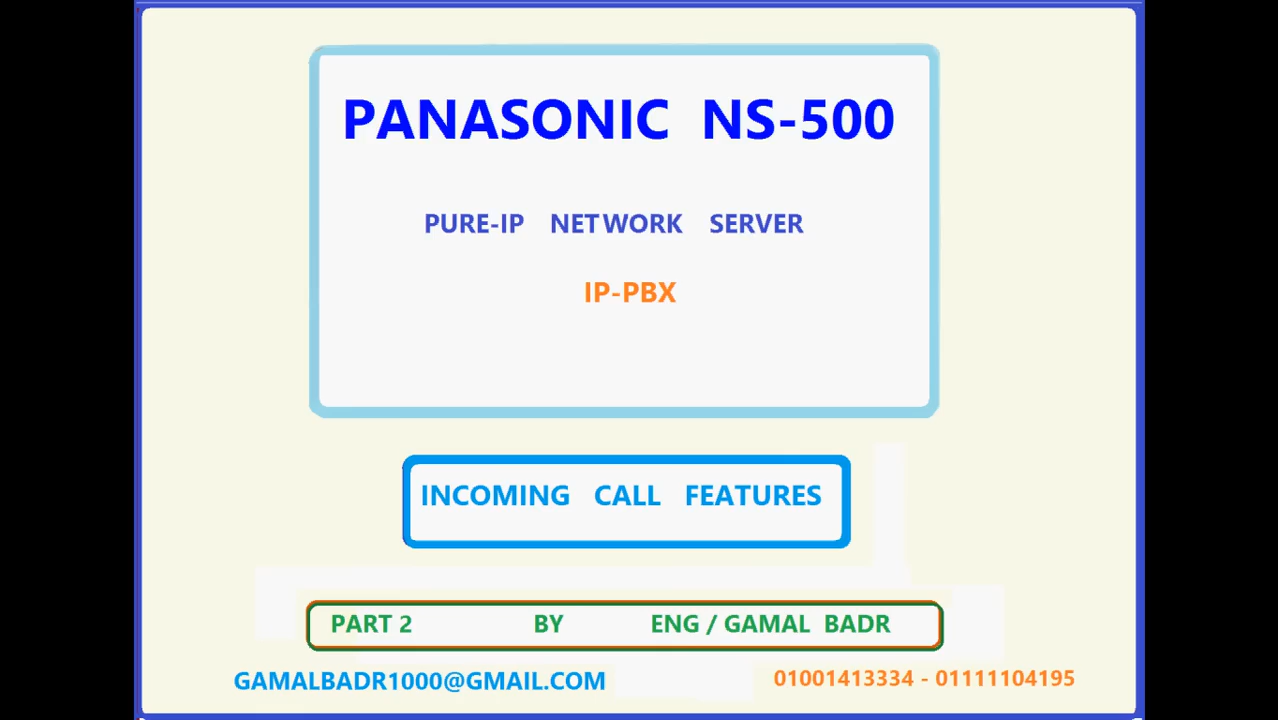 PANASONIC NS-500
PURE-IP NETWORK SERVER
IP-PBX
INCOMING CALL FEATURES
PART 2 BY ENG / GAMAL BADR
GAMALBADR1000@GMAIL.COM 01001413334 - 01111104195